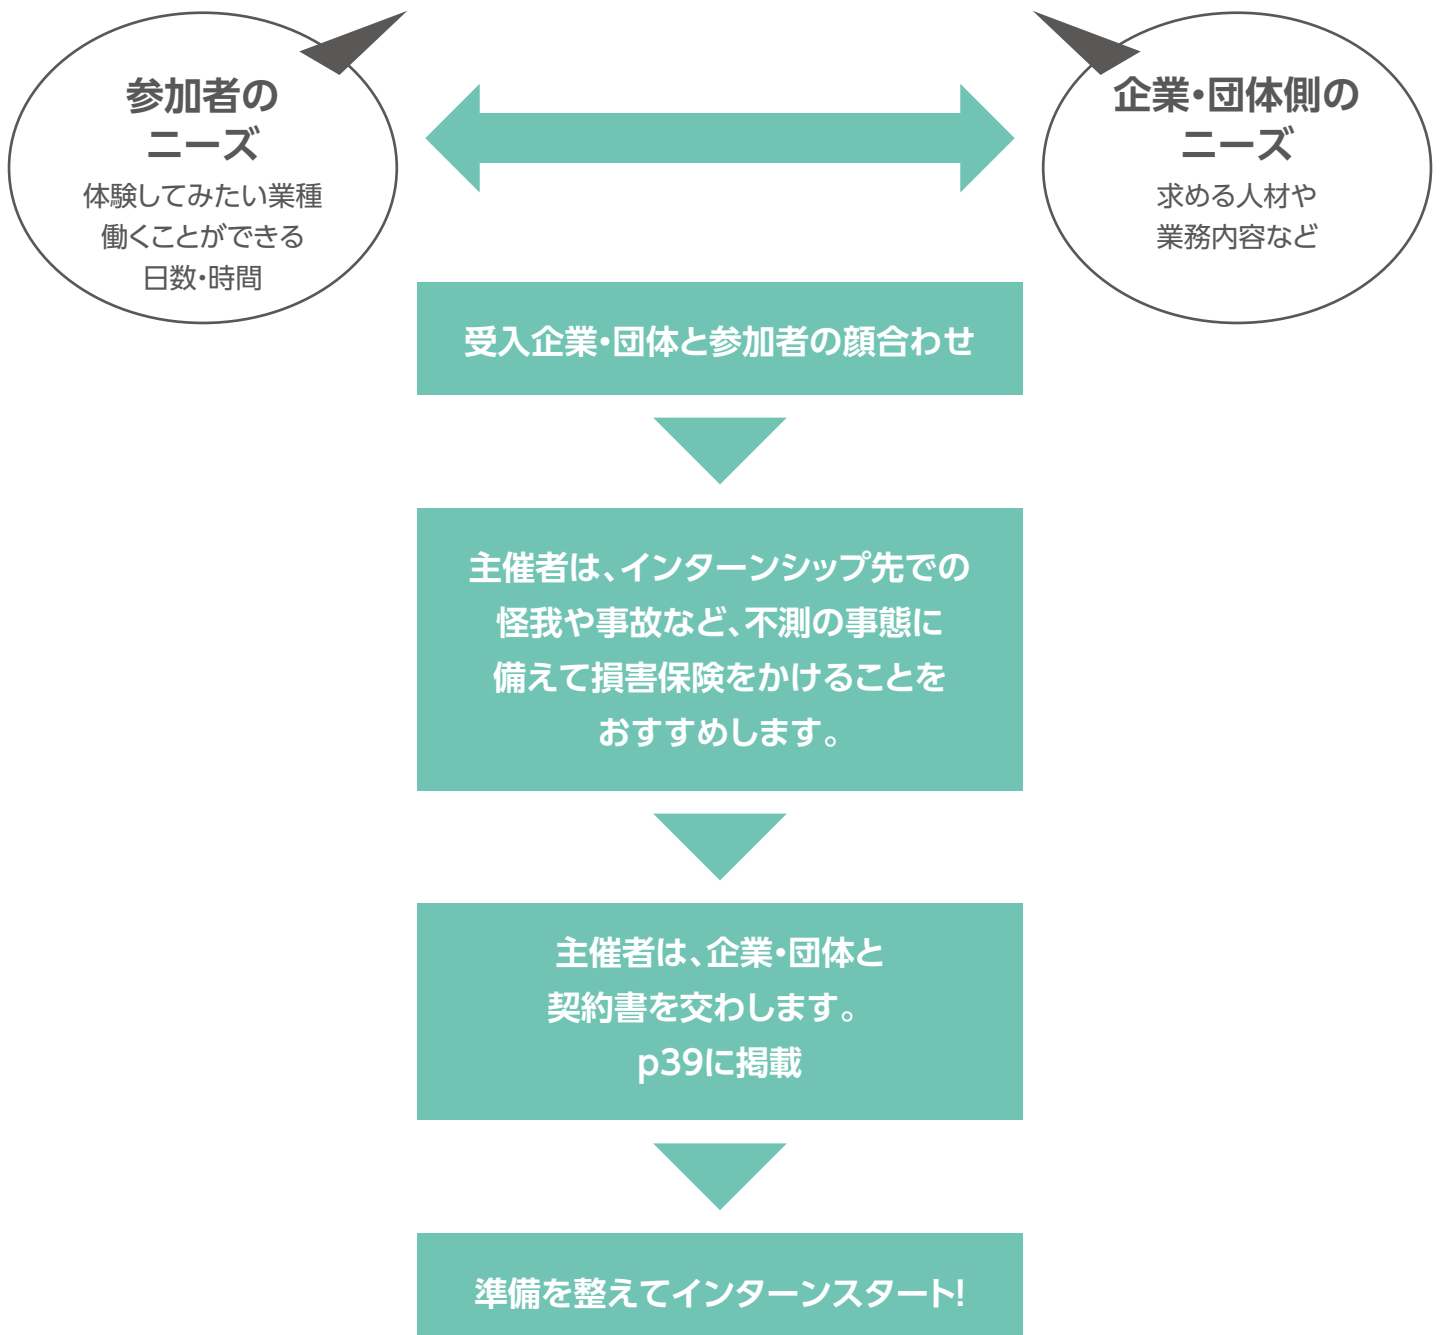 参加者の
ニーズ
体験してみたい業種
働くことができる
日数・時間
企業・団体側の
ニーズ
求める人材や
業務内容など
受入企業・団体と参加者の顔合わせ
主催者は、インターンシップ先での
怪我や事故など、不測の事態に
備えて損害保険をかけることを
おすすめします。
主催者は、企業・団体と
契約書を交わします。
p39に掲載
準備を整えてインターンスタート!